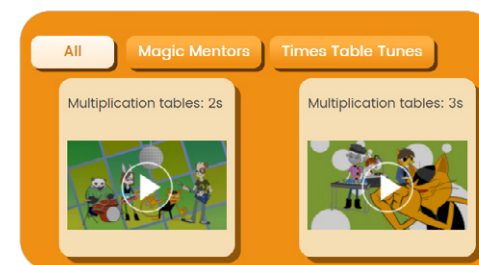 All
Magic Mentors
Times Table Tunes
Multiplication tables: 2s
Multiplication tables: 3s